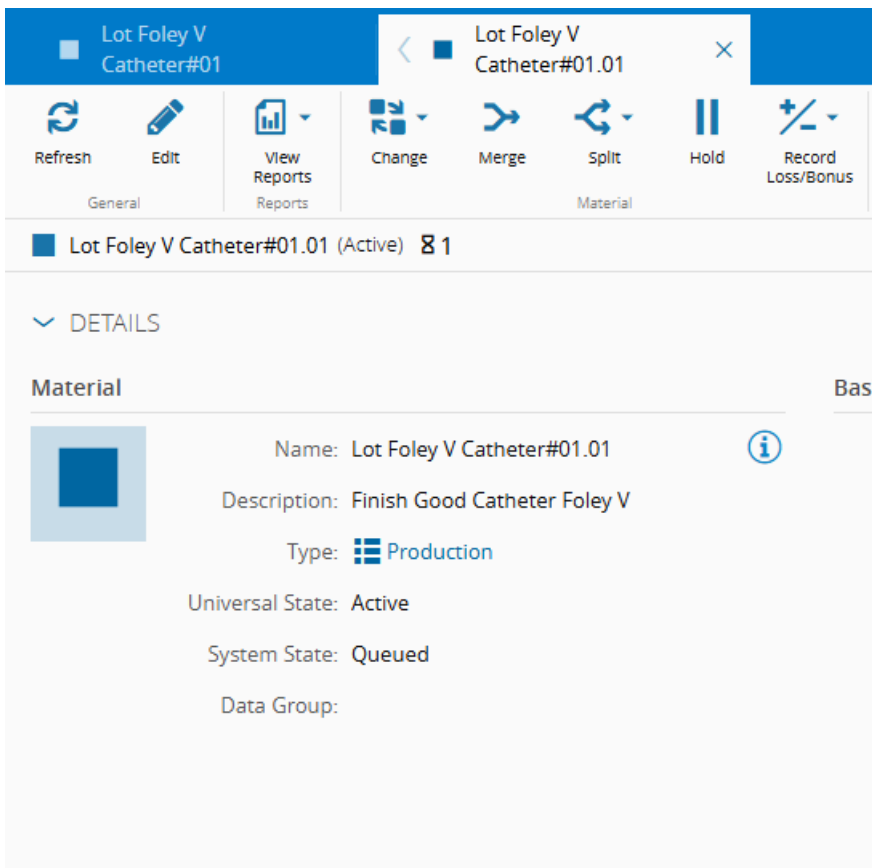 Lot Foley V
Catheter#01
Lot Foley V
Catheter#01.01
Refresh
Edit
View
Reports
Change
Merge
Split
Hold
Record
Loss/Bonus
General
Reports
Material
Lot Foley V Catheter#01.01 (Active) 1
DETAILS
Material
Bas
Name: Lot Foley V Catheter#01.01
Description: Finish Good Catheter Foley V
Type: Production
Universal State: Active
System State: Queued
Data Group: